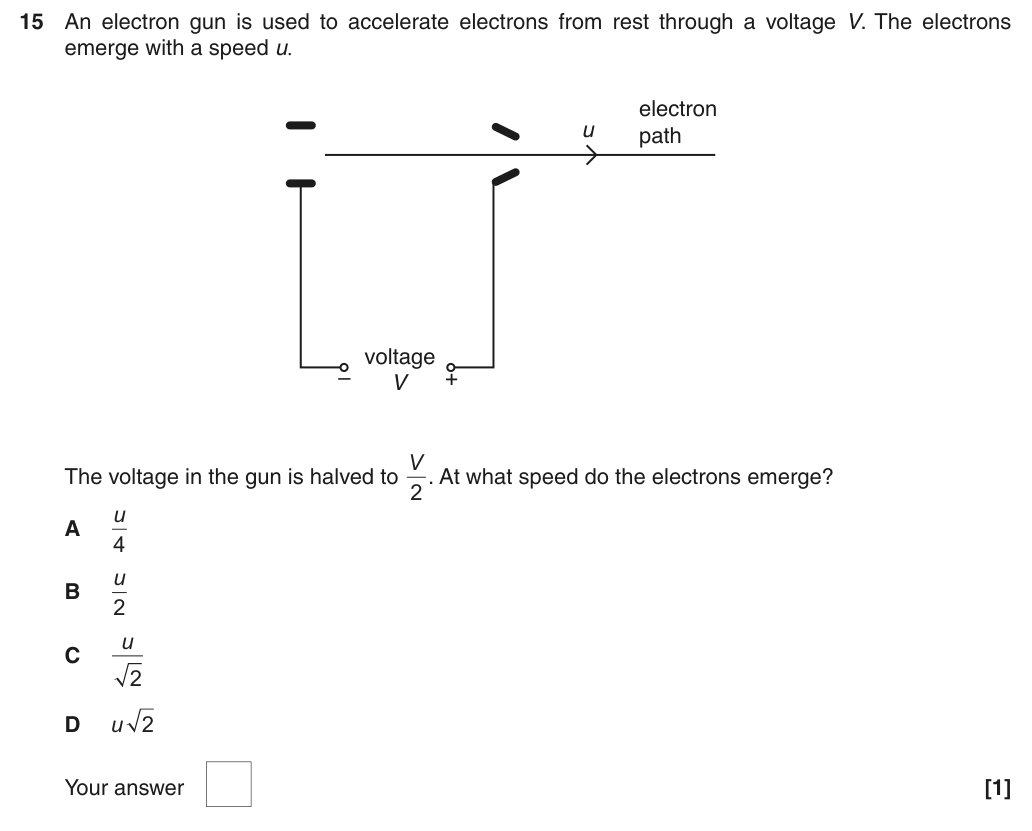 15 An electron gun is used to accelerate electrons from rest through a voltage V. The electrons
emerge with a speed u.
electron
u path
voltage
V
– +
The voltage in the gun is halved to V/2. At what speed do the electrons emerge?
A u/4
B u/2
C u/√2
D u√2
Your answer [1]